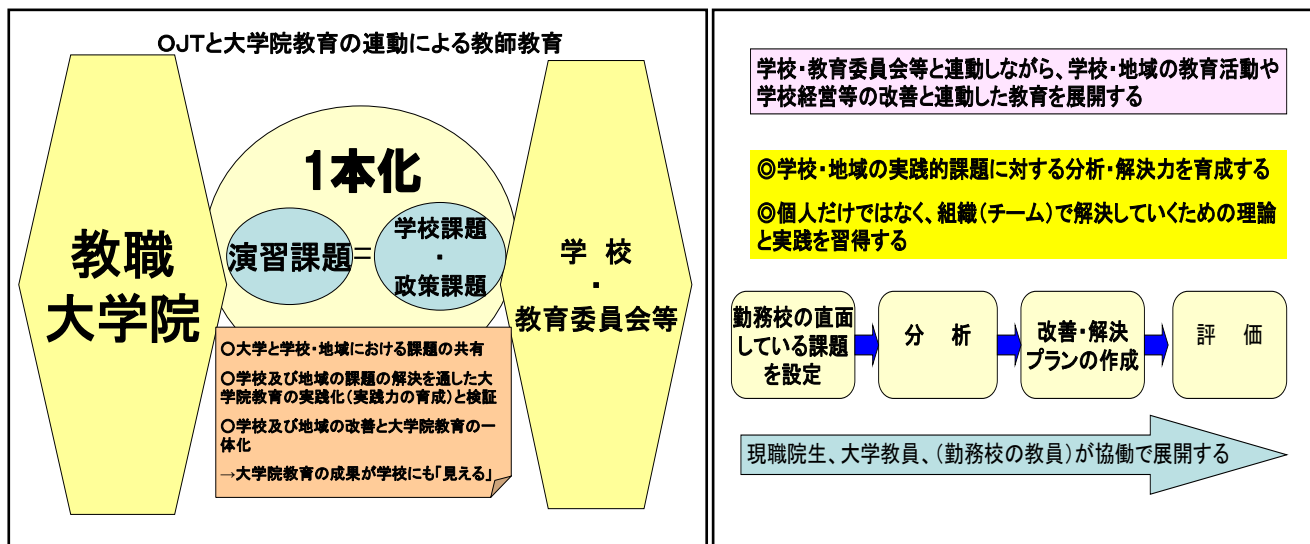 OJTと大学院教育の連動による教師教育
教職
大学院
1本化
演習課題
＝
学校課題
・
政策課題
学 校
・
教育委員会等
〇大学と学校・地域における課題の共有
〇学校及び地域の課題の解決を通した大
学院教育の実践化（実践力の育成）と検証
〇学校及び地域の改善と大学院教育の一
体化
→大学院教育の成果が学校にも「見える」
学校・教育委員会等と連動しながら、学校・地域の教育活動や
学校経営等の改善と連動した教育を展開する
◎学校・地域の実践的課題に対する分析・解決力を育成する
◎個人だけではなく、組織（チーム）で解決していくための理論
と実践を習得する
勤務校の直面
している課題
を設定
分 析
改善・解決
プランの作成
評 価
現職院生、大学教員、（勤務校の教員）が協働で展開する